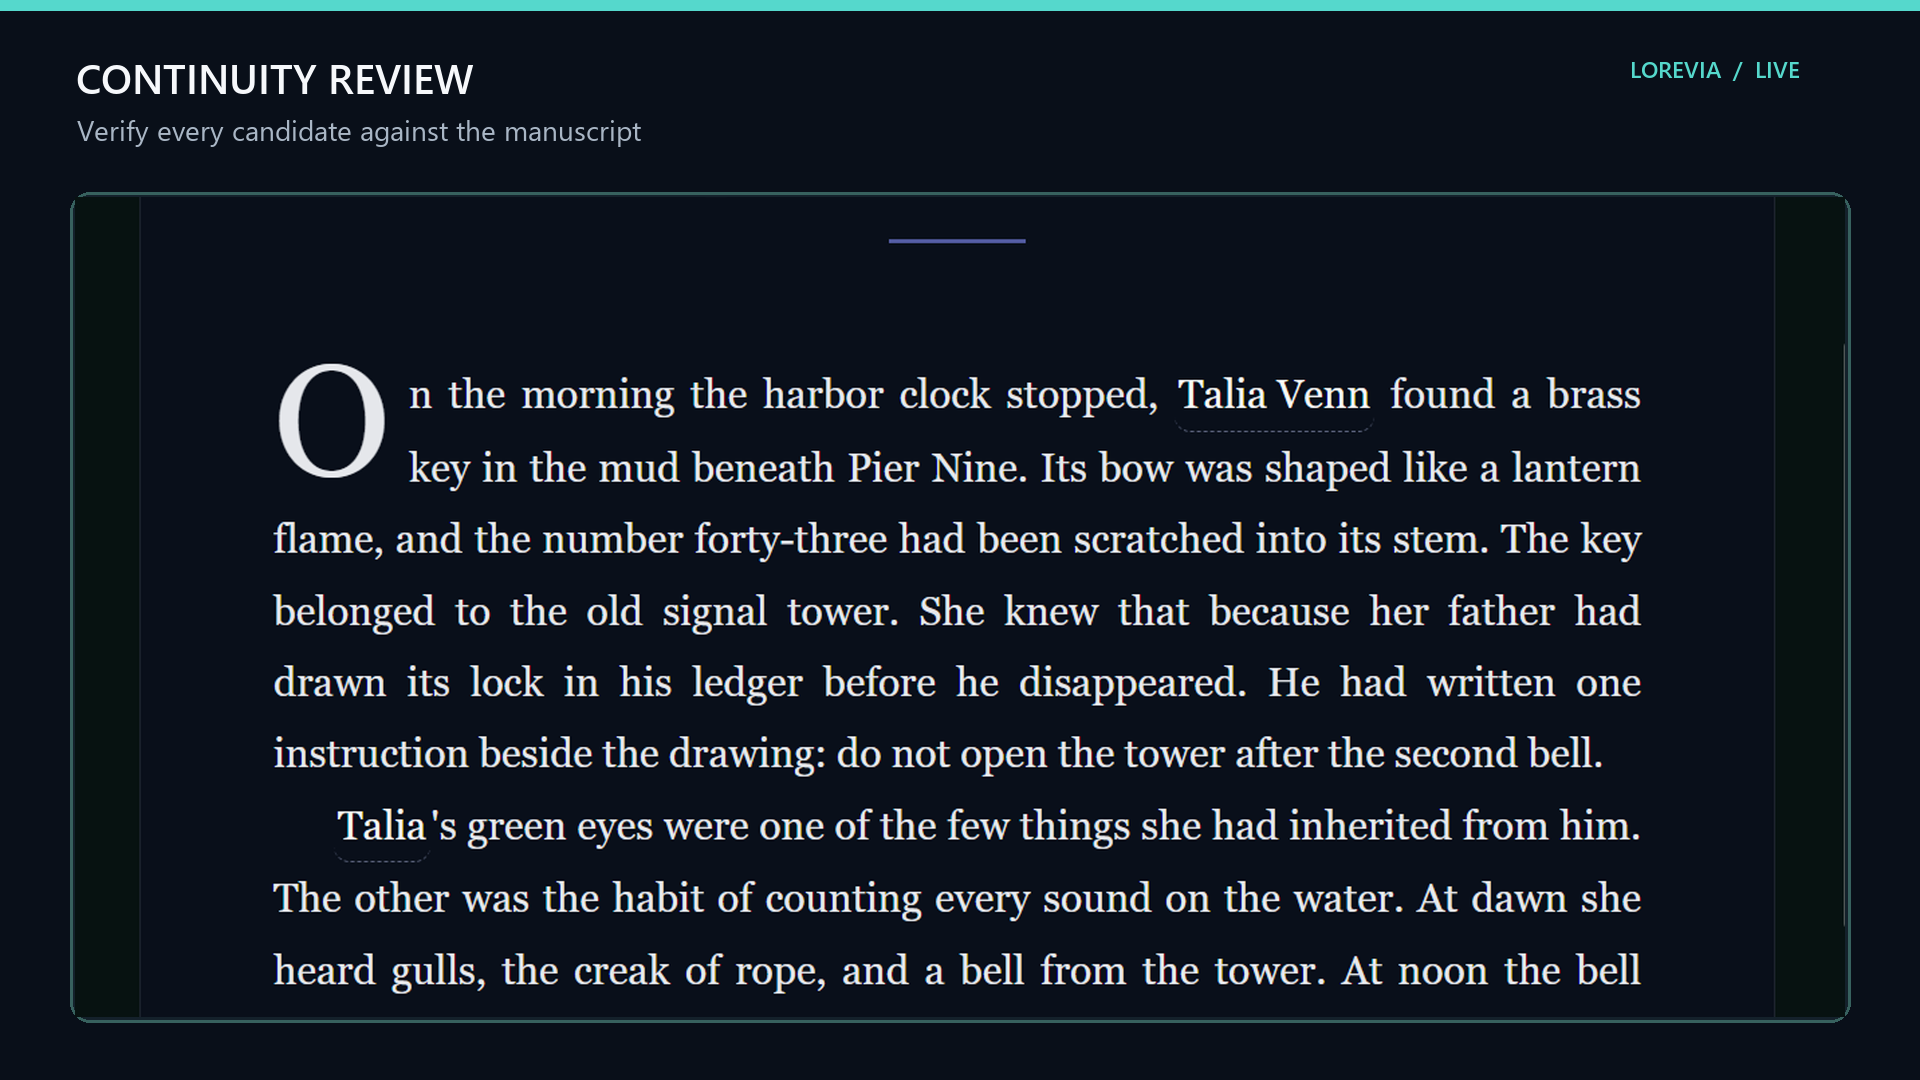 CONTINUITY REVIEW
LOREVIA / LIVE
Verify every candidate against the manuscript
On the morning the harbor clock stopped, Talia Venn found a brass
key in the mud beneath Pier Nine. Its bow was shaped like a lantern
flame, and the number forty-three had been scratched into its stem. The key
belonged to the old signal tower. She knew that because her father had
drawn its lock in his ledger before he disappeared. He had written one
instruction beside the drawing: do not open the tower after the second bell.
Talia's green eyes were one of the few things she had inherited from him.
The other was the habit of counting every sound on the water. At dawn she
heard gulls, the creak of rope, and a bell from the tower. At noon the bell